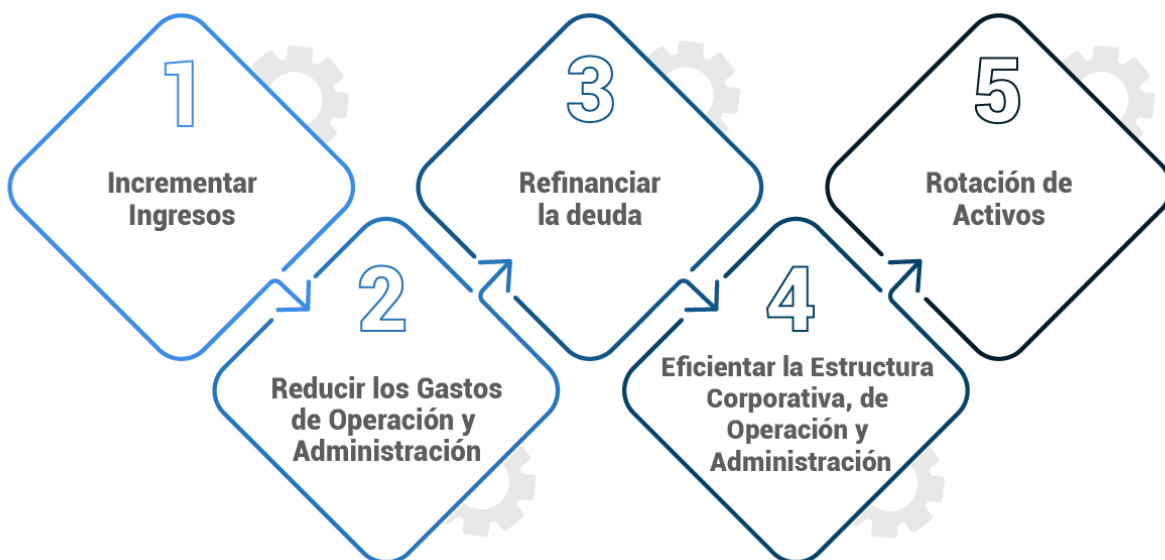 1
Incrementar
Ingresos
2
Reducir los Gastos
de Operación y
Administración
3
Refinanciar
la deuda
4
Eficientar la Estructura
Corporativa, de
Operación y
Administración
5
Rotación de
Activos